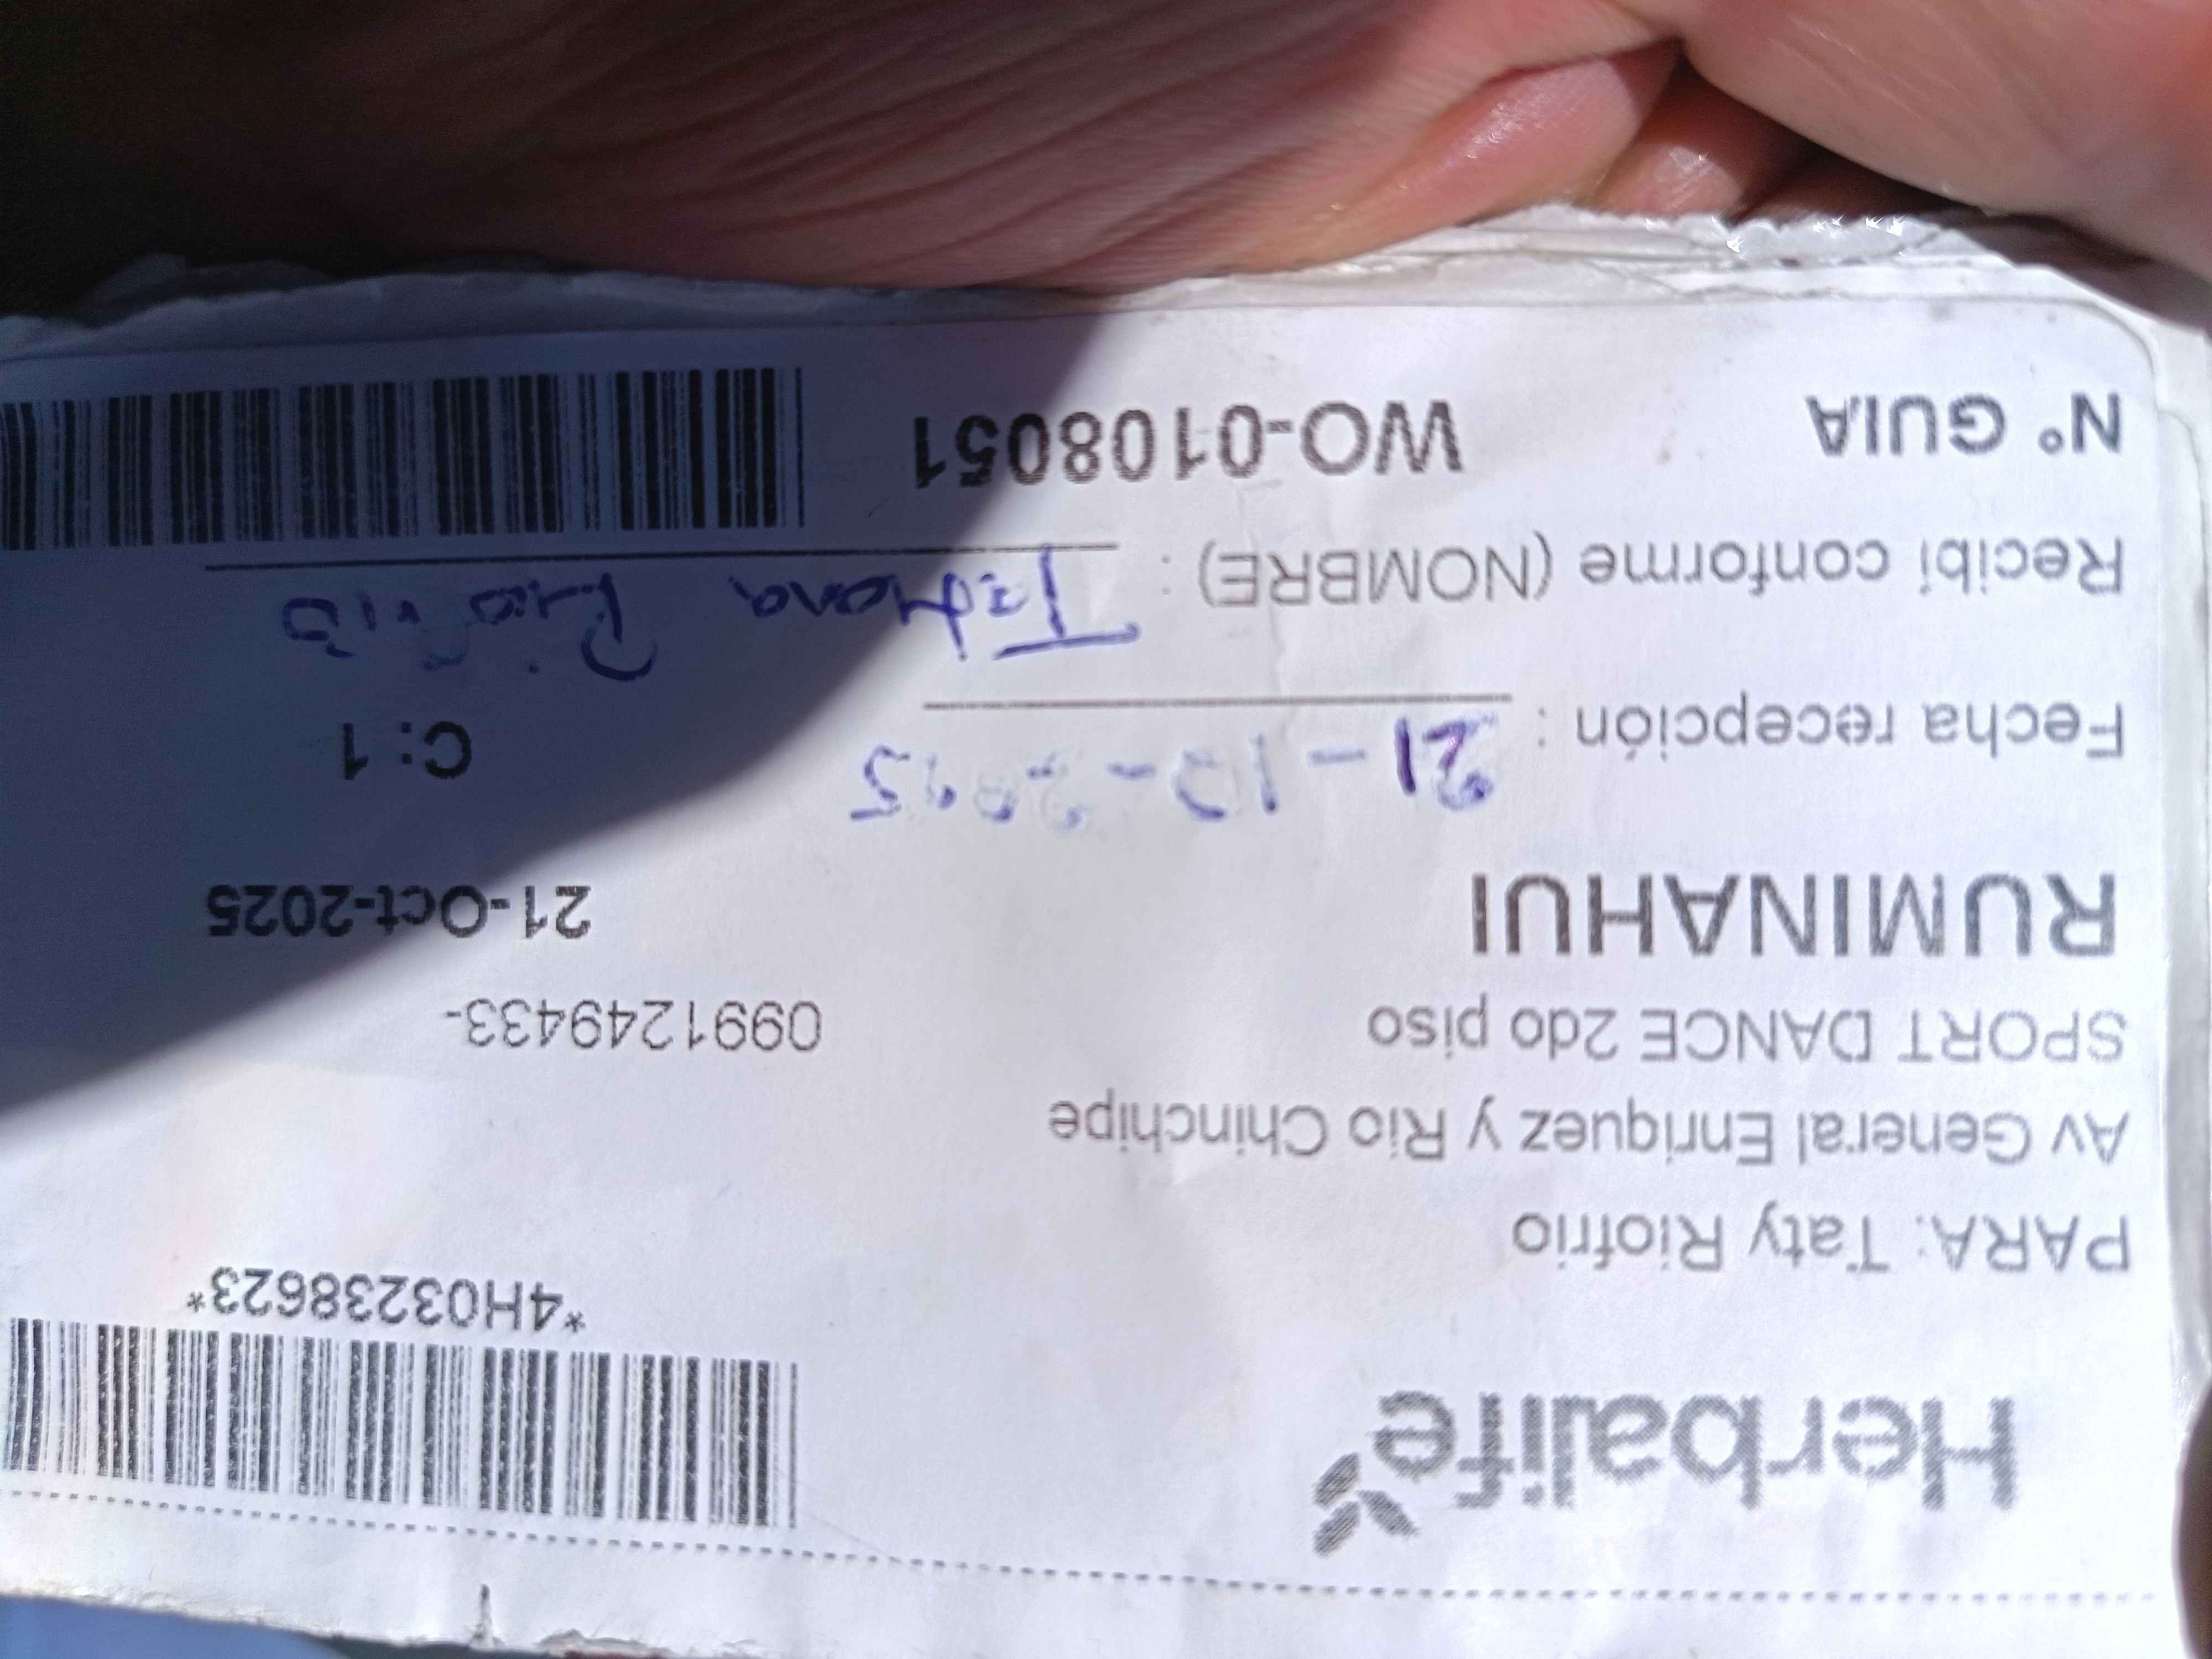 Herbalife
*4H03238623*
PARA: Taty Riofrio
Av General Enriquez y Rio Chinchipe
SPORT DANCE 2do piso 0991249433-
RUMINAHUI 21-Oct-2025
Fecha recepción : 21-10-2025 C: 1
Recibí conforme (NOMBRE) : Tatiana Riofrio
N° GUIA WO-0108051